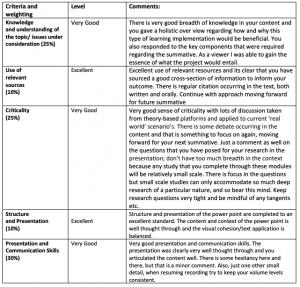 Criteria and weighting Level Comments:
Knowledge and understanding of the topic/ issues under consideration (25%)
Very Good
There is very good breadth of knowledge in your content and
you gave a holistic over view regarding how and why this
type of learning implementation would be beneficial. You
also responded to the key components that were required
regarding the summative. As a viewer I was able to gain the
essence of what the project would entail.
Use of relevant sources (10%)
Excellent
Excellent use of relevant resources and its clear that you have
sourced a good cross-section of information to inform your
outcome. There is regular citation occurring in the text, both
written and orally. Continue with approach moving forward
for future summative
Criticality (25%)
Very Good
Very good sense of criticality with lots of discussion taken
from theory-based platforms and applied to current 'real
world' scenario's. There is some debate occurring in the
content and that is something to focus on again, moving
forward for your next summative. Just a comment as well on
the questions that you have posed for your research in the
presentation; don't have too much breadth in the context
because any study that you complete through these modules
will be relatively small scale. There is focus in the questions
but small scale studies can only accommodate so much deep
research of a particular nature, and so bear this mind. Keep
research questions very tight and be mindful of any tangents
etc.
Structure and Presentation (10%)
Excellent
Structure and presentation of the power point are completed to an
excellent standard. The content and context of the power point is
well thought through and the visual cohesion/text application is
balanced.
Presentation and Communication Skills (30%)
Very Good
Very good presentation and communication skills. The
presentation was clearly very well thought through and you
articulated the content well. There is some hesitancy here and
there, but that is a minor comment. Also, just one other small
detail, when resuming recording try to keep your volume levels
consistent.